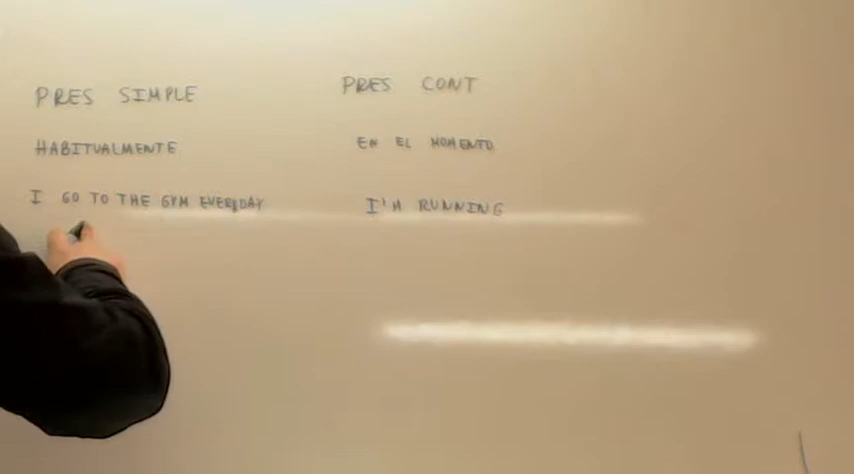 PRES SIMPLE
HABITUALMENTE
I GO TO THE GYM EVERYDAY
PRES CONT
EN EL MOMENTO
I'M RUNNING